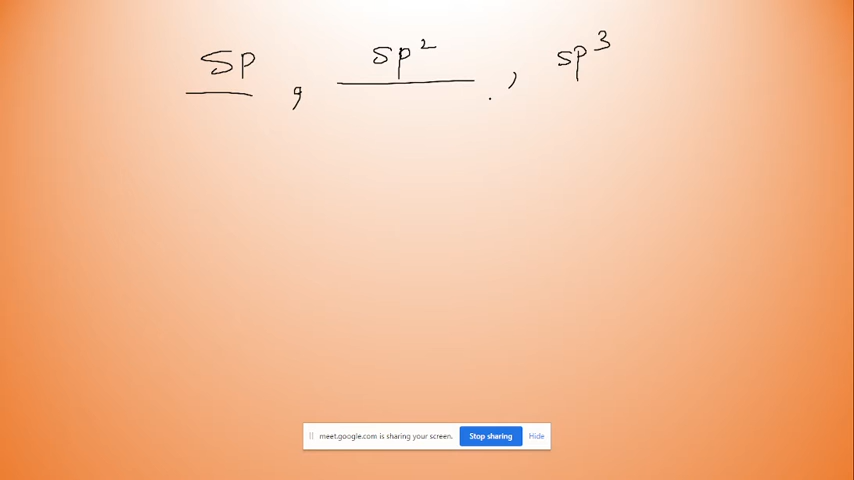 sp , sp² , sp³
meet.google.com is sharing your screen. Stop sharing Hide